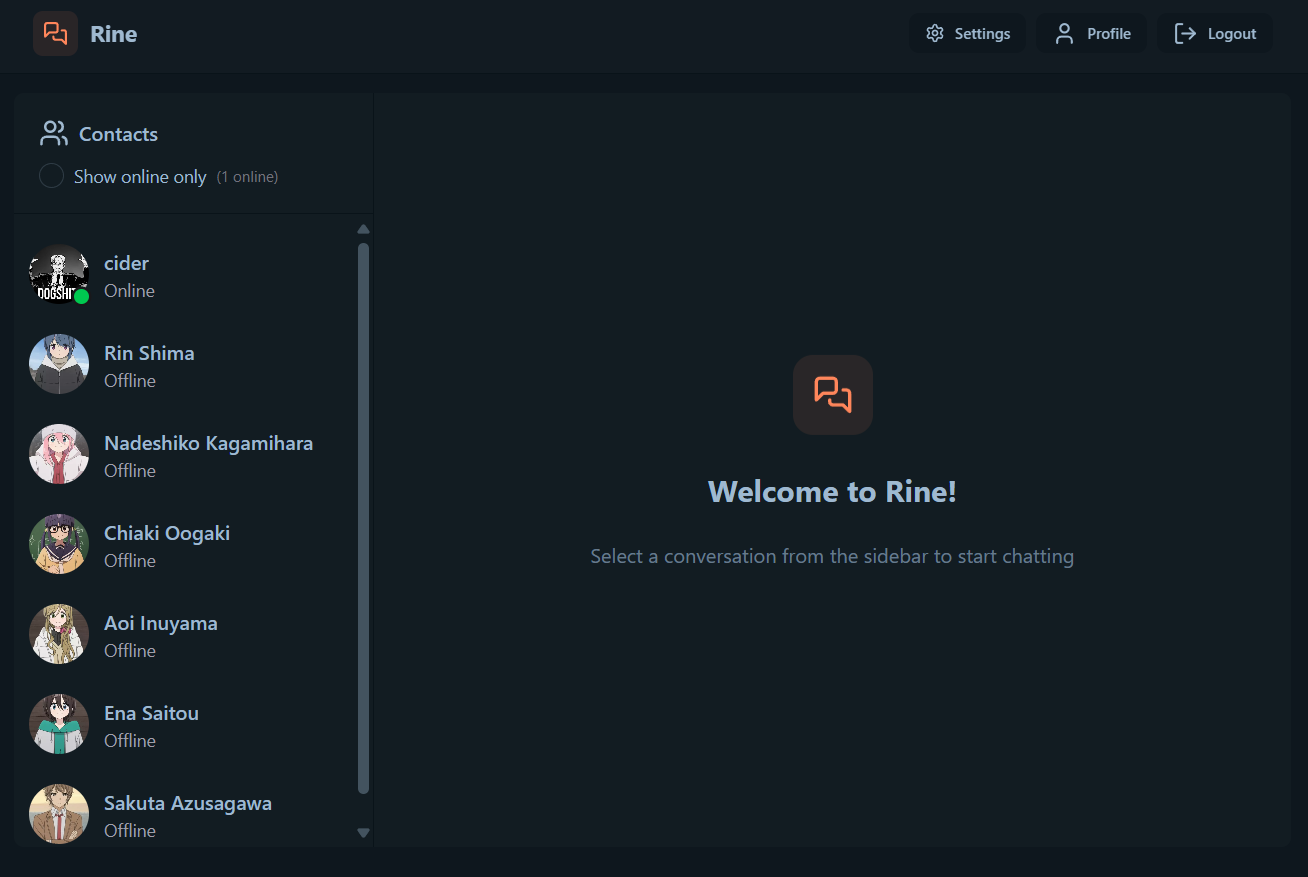 Rine
Settings
Profile
Logout
Contacts
Show online only (1 online)
cider
Online
Rin Shima
Offline
Nadeshiko Kagamihara
Offline
Chiaki Oogaki
Offline
Aoi Inuyama
Offline
Ena Saitou
Offline
Sakuta Azusagawa
Offline
Welcome to Rine!
Select a conversation from the sidebar to start chatting